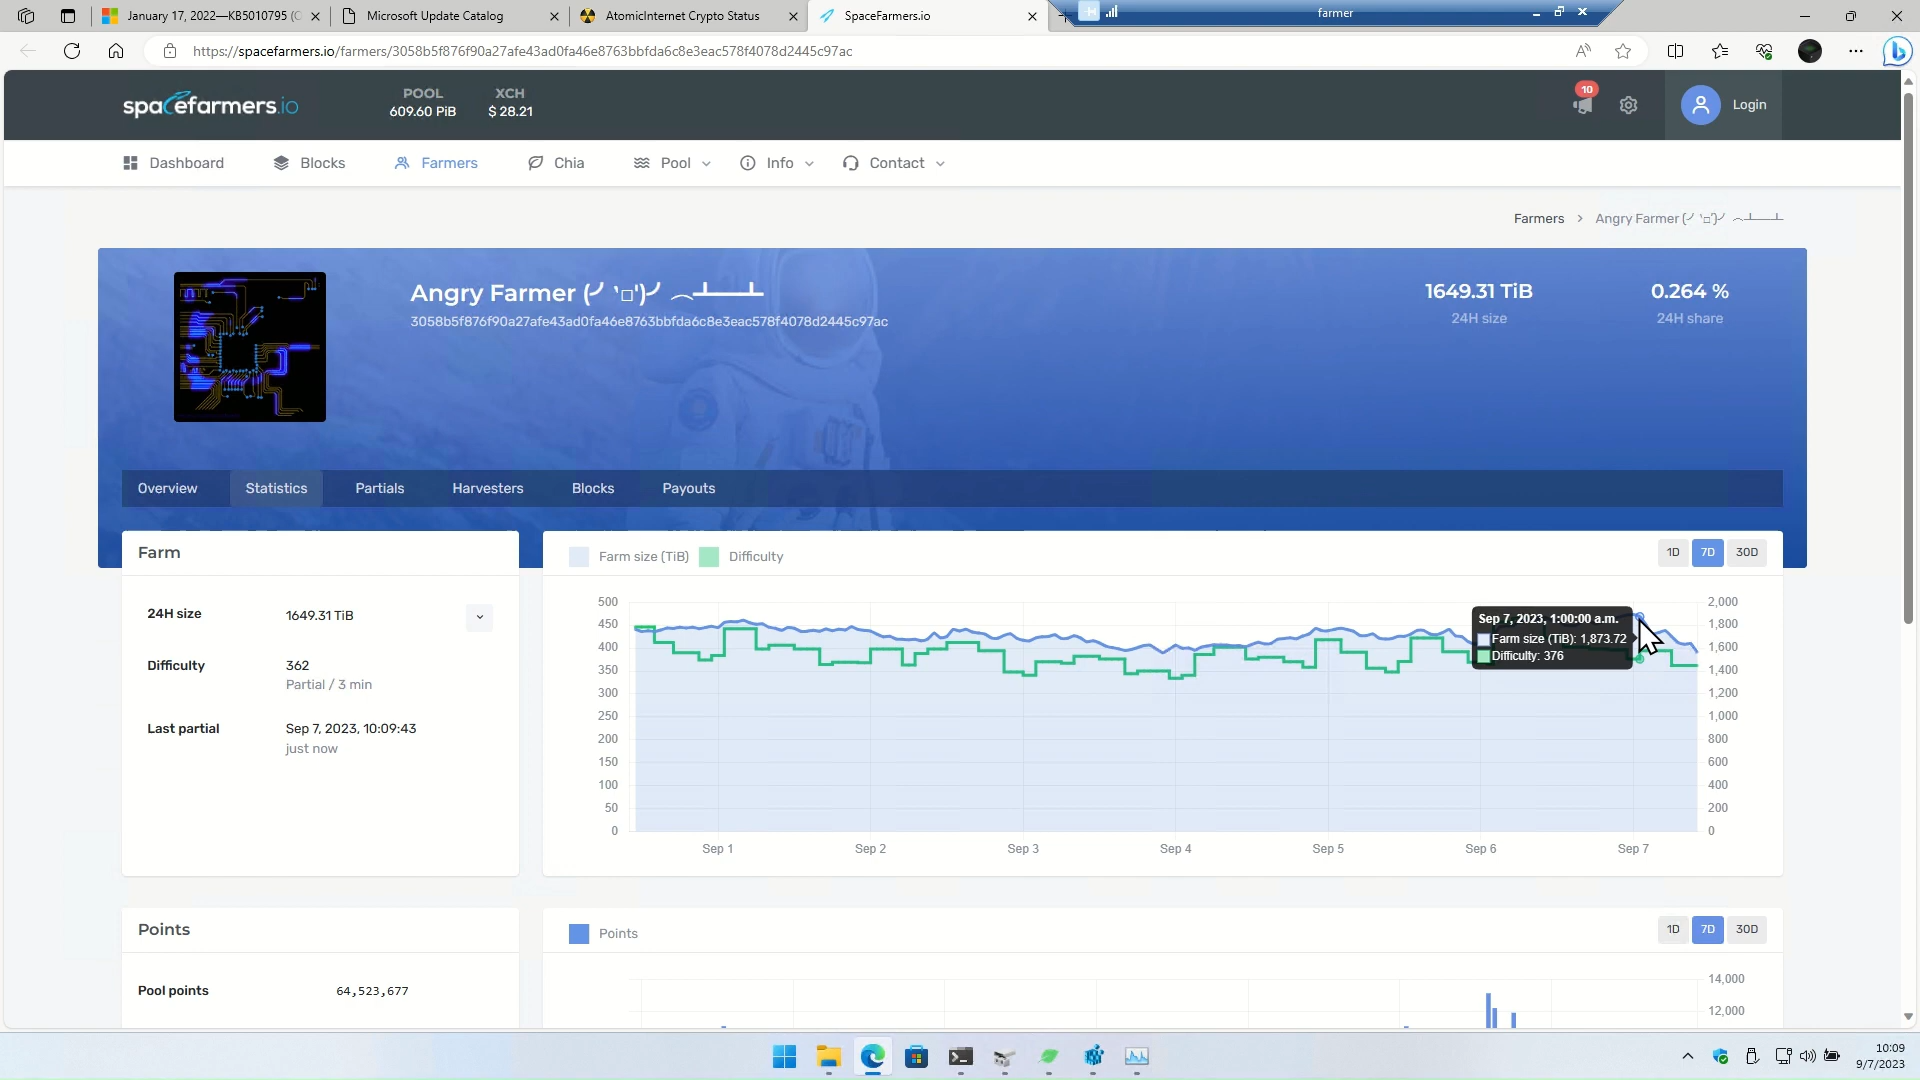 January 17, 2022—KB5010795 (O
Microsoft Update Catalog
AtomicInternet Crypto Status
SpaceFarmers.io
farmer
https://spacefarmers.io/farmers/3058b5f876f90a27afe43ad0fa46e8763bbfda6c8e3eac578f4078d2445c97ac
spacefarmers.io
POOL
609.60 PiB
XCH
$ 28.21
10
Login
Dashboard
Blocks
Farmers
Chia
Pool
Info
Contact
Farmers > Angry Farmer (╯'□')╯ ︵┻━┻
Angry Farmer (╯'□')╯ ︵┻━┻
3058b5f876f90a27afe43ad0fa46e8763bbfda6c8e3eac578f4078d2445c97ac
1649.31 TiB
24H size
0.264 %
24H share
Overview
Statistics
Partials
Harvesters
Blocks
Payouts
Farm
24H size
1649.31 TiB
Difficulty
362
Partial / 3 min
Last partial
Sep 7, 2023, 10:09:43
just now
Farm size (TiB)
Difficulty
1D
7D
30D
500
450
400
350
300
250
200
150
100
50
0
2,000
1,800
1,600
1,400
1,200
1,000
800
600
400
200
0
Sep 7, 2023, 1:00:00 a.m.
Farm size (TiB): 1,873.72
Difficulty: 376
Sep 1
Sep 2
Sep 3
Sep 4
Sep 5
Sep 6
Sep 7
Points
Pool points
64,523,677
Points
1D
7D
30D
14,000
12,000
10:09
9/7/2023